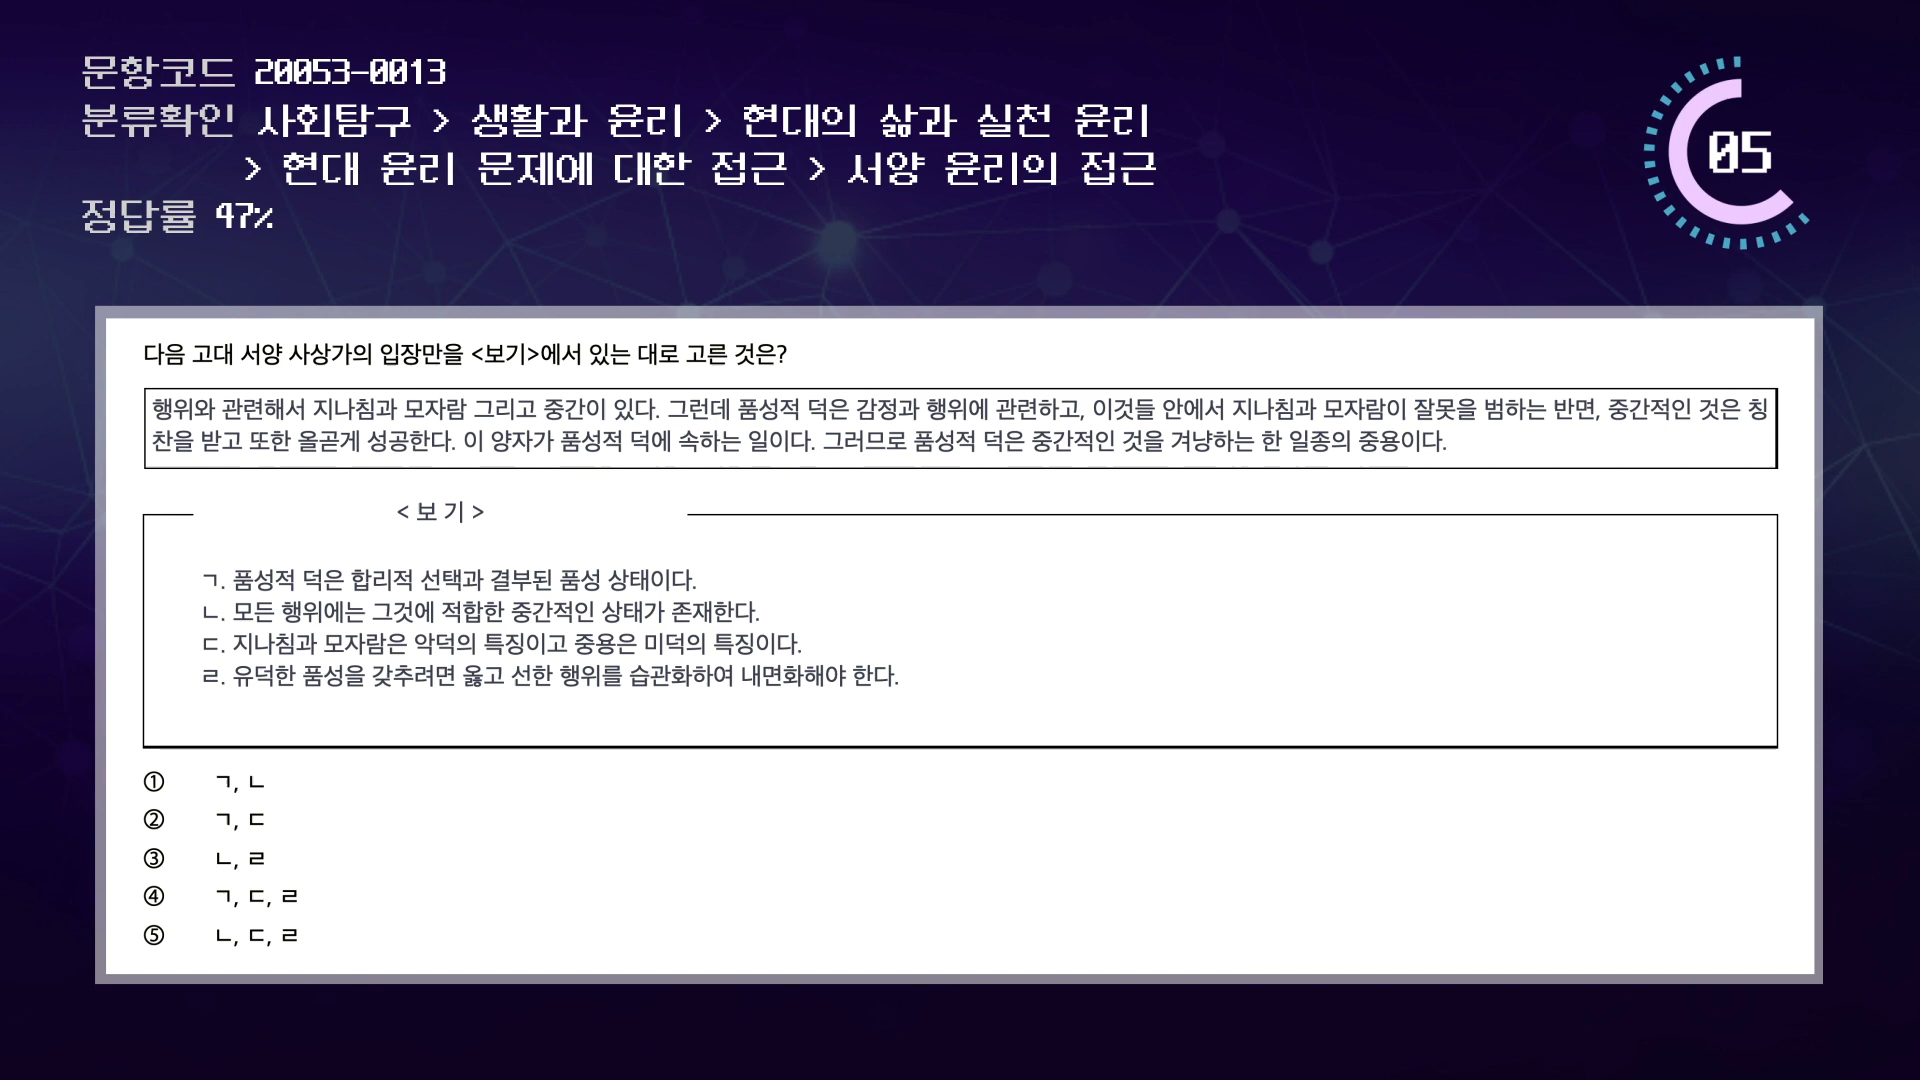 문항코드 20053-0013
분류확인 사회탐구 > 생활과 윤리 > 현대의 삶과 실천 윤리
> 현대 윤리 문제에 대한 접근 > 서양 윤리의 접근
정답률 47%
05
다음 고대 서양 사상가의 입장만을 <보기>에서 있는 대로 고른 것은?
행위와 관련해서 지나침과 모자람 그리고 중간이 있다. 그런데 품성적 덕은 감정과 행위에 관련하고, 이것들 안에서 지나침과 모자람이 잘못을 범하는 반면, 중간적인 것은 칭
찬을 받고 또한 올곧게 성공한다. 이 양자가 품성적 덕에 속하는 일이다. 그러므로 품성적 덕은 중간적인 것을 겨냥하는 한 일종의 중용이다.
< 보 기 >
ㄱ. 품성적 덕은 합리적 선택과 결부된 품성 상태이다.
ㄴ. 모든 행위에는 그것에 적합한 중간적인 상태가 존재한다.
ㄷ. 지나침과 모자람은 악덕의 특징이고 중용은 미덕의 특징이다.
ㄹ. 유덕한 품성을 갖추려면 옳고 선한 행위를 습관화하여 내면화해야 한다.
① ㄱ, ㄴ
② ㄱ, ㄷ
③ ㄴ, ㄹ
④ ㄱ, ㄷ, ㄹ
⑤ ㄴ, ㄷ, ㄹ